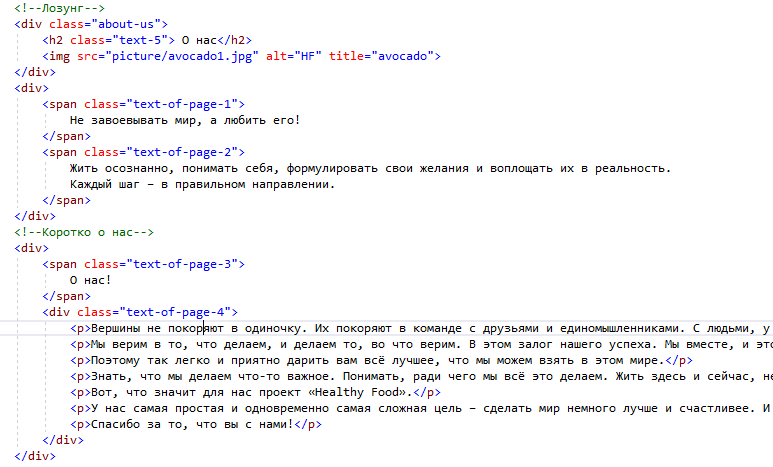 <!--Лозунг-->
<div class="about-us">
<h2 class="text-5"> О нас</h2>
<img src="picture/avocado1.jpg" alt="HF" title="avocado">
</div>
<div>
<span class="text-of-page-1">
Не завоевывать мир, а любить его!
</span>
<span class="text-of-page-2">
Жить осознанно, понимать себя, формулировать свои желания и воплощать их в реальность.
Каждый шаг – в правильном направлении.
</span>
</div>
<!--Коротко о нас-->
<div>
<span class="text-of-page-3">
О нас!
</span>
<div class="text-of-page-4">
<p>Вершины не покоряют в одиночку. Их покоряют в команде с друзьями и единомышленниками. С людьми, у
<p>Мы верим в то, что делаем, и делаем то, во что верим. В этом залог нашего успеха. Мы вместе, и это
<p>Поэтому так легко и приятно дарить вам всё лучшее, что мы можем взять в этом мире.</p>
<p>Знать, что мы делаем что-то важное. Понимать, ради чего мы всё это делаем. Жить здесь и сейчас, не
<p>Вот, что значит для нас проект «Healthy Food».</p>
<p>У нас самая простая и одновременно самая сложная цель – сделать мир немного лучше и счастливее. И
<p>Спасибо за то, что вы с нами!</p>
</div>
</div>